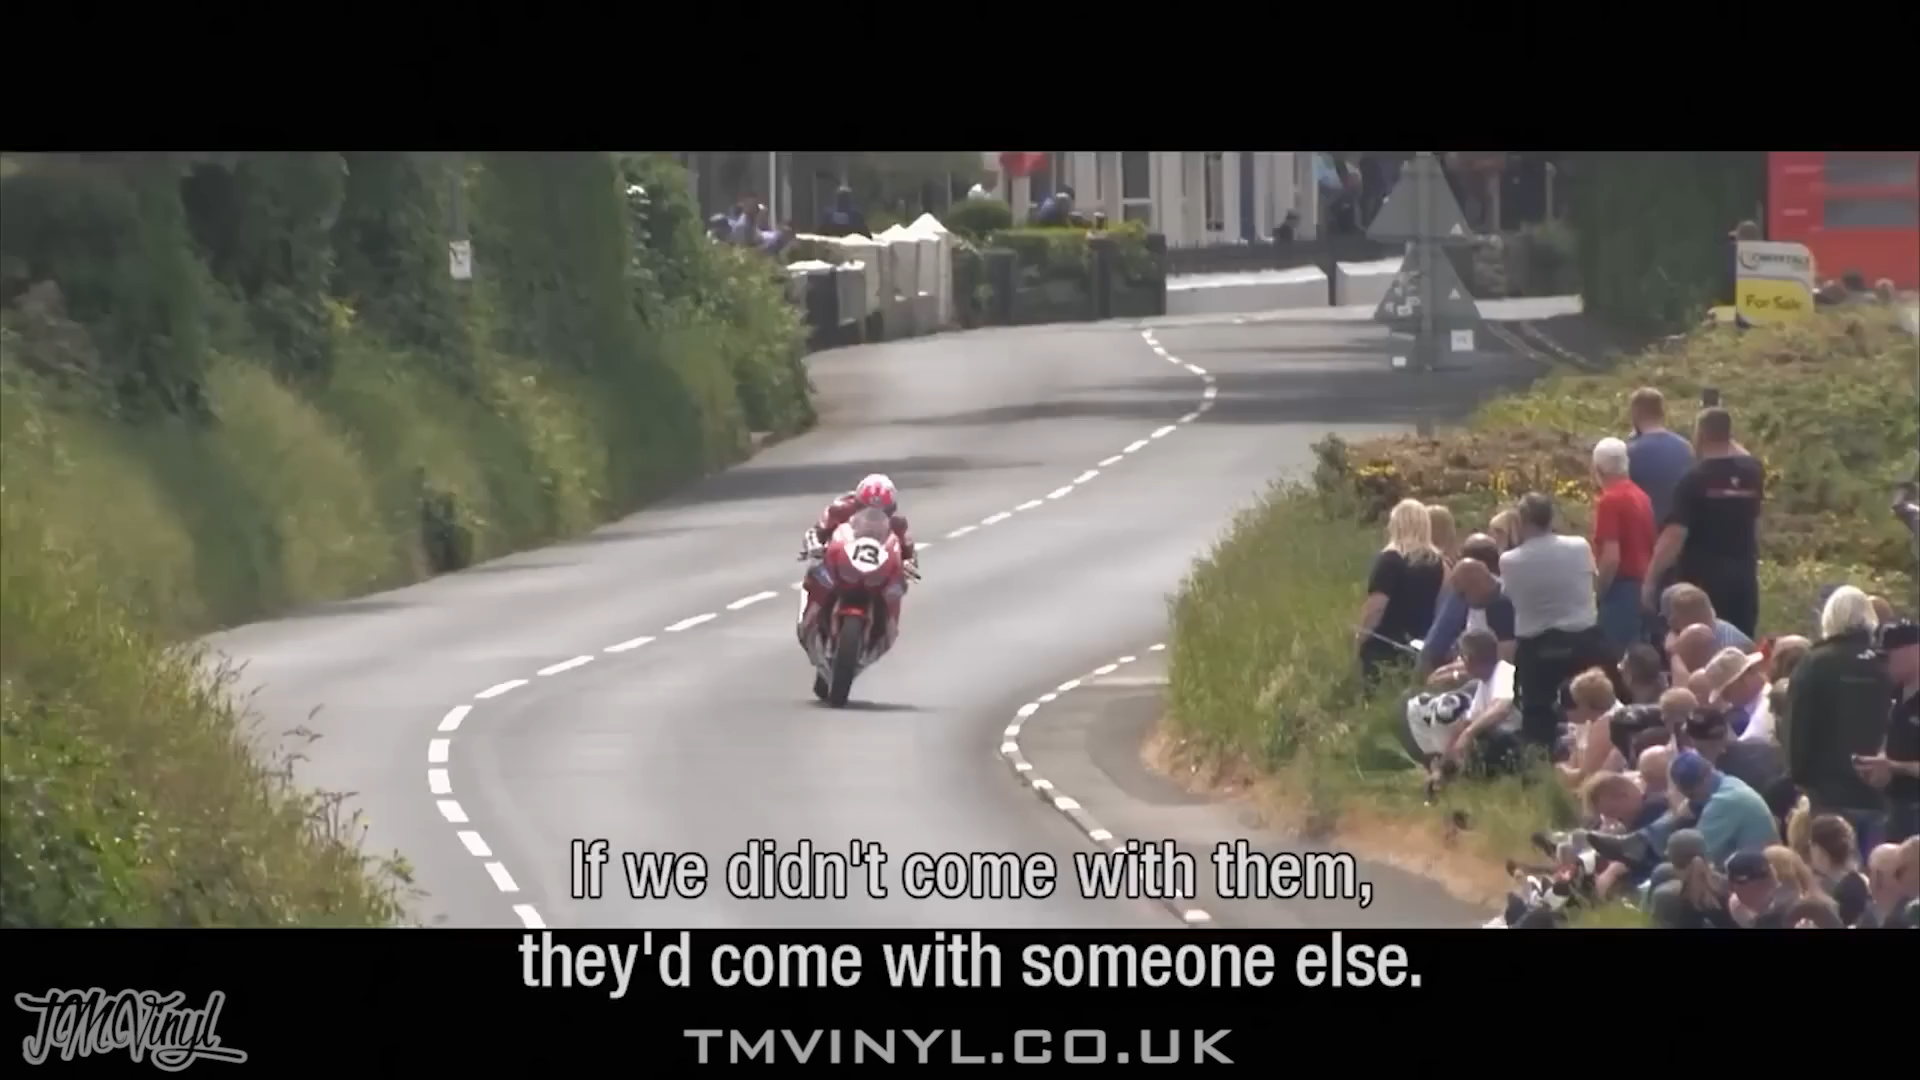 For Sale
13
If we didn't come with them,
they'd come with someone else.
TMVinyl
TMVINYL.CO.UK